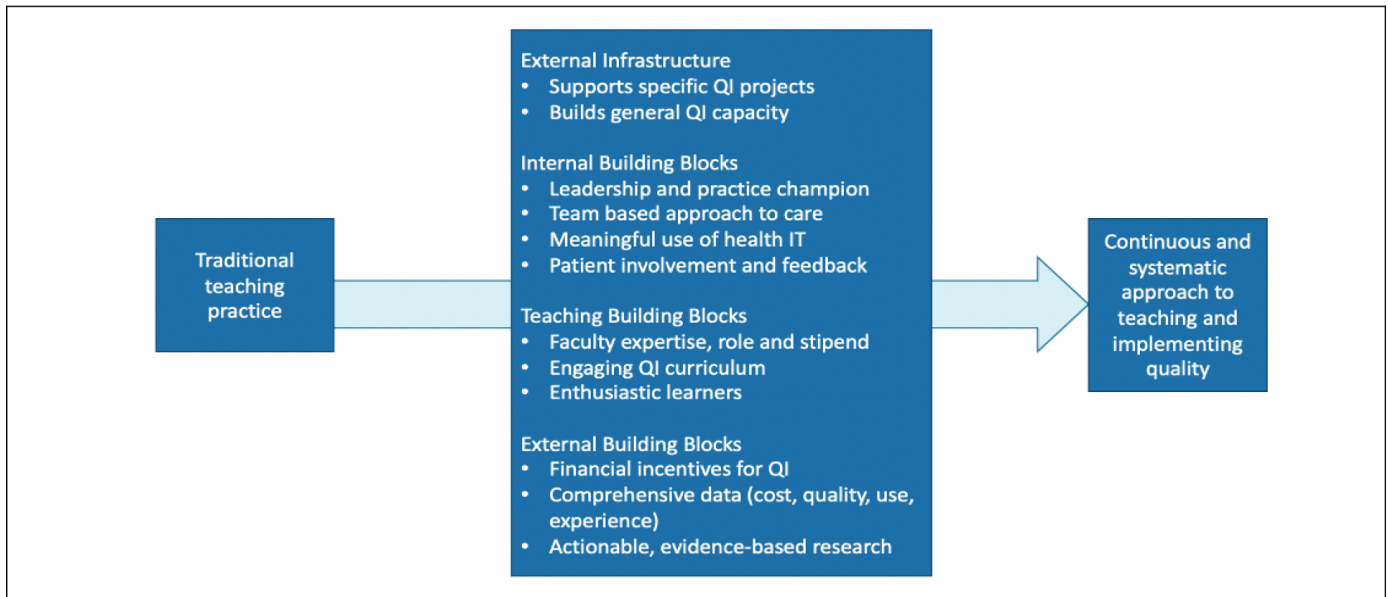 Traditional
teaching
practice
External Infrastructure
• Supports specific QI projects
• Builds general QI capacity
Internal Building Blocks
• Leadership and practice champion
• Team based approach to care
• Meaningful use of health IT
• Patient involvement and feedback
Teaching Building Blocks
• Faculty expertise, role and stipend
• Engaging QI curriculum
• Enthusiastic learners
External Building Blocks
• Financial incentives for QI
• Comprehensive data (cost, quality, use,
experience)
• Actionable, evidence-based research
Continuous and
systematic
approach to
teaching and
implementing
quality